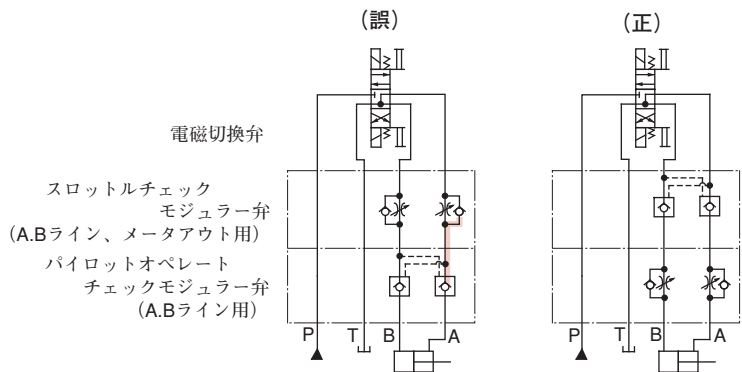 (誤)
(正)
電磁切換弁
スロットルチェック
モジュラー弁
(A.Bライン、メータアウト用)
パイロットオペレート
チェックモジュラー弁
(A.Bライン用)
P T B A
P T B A